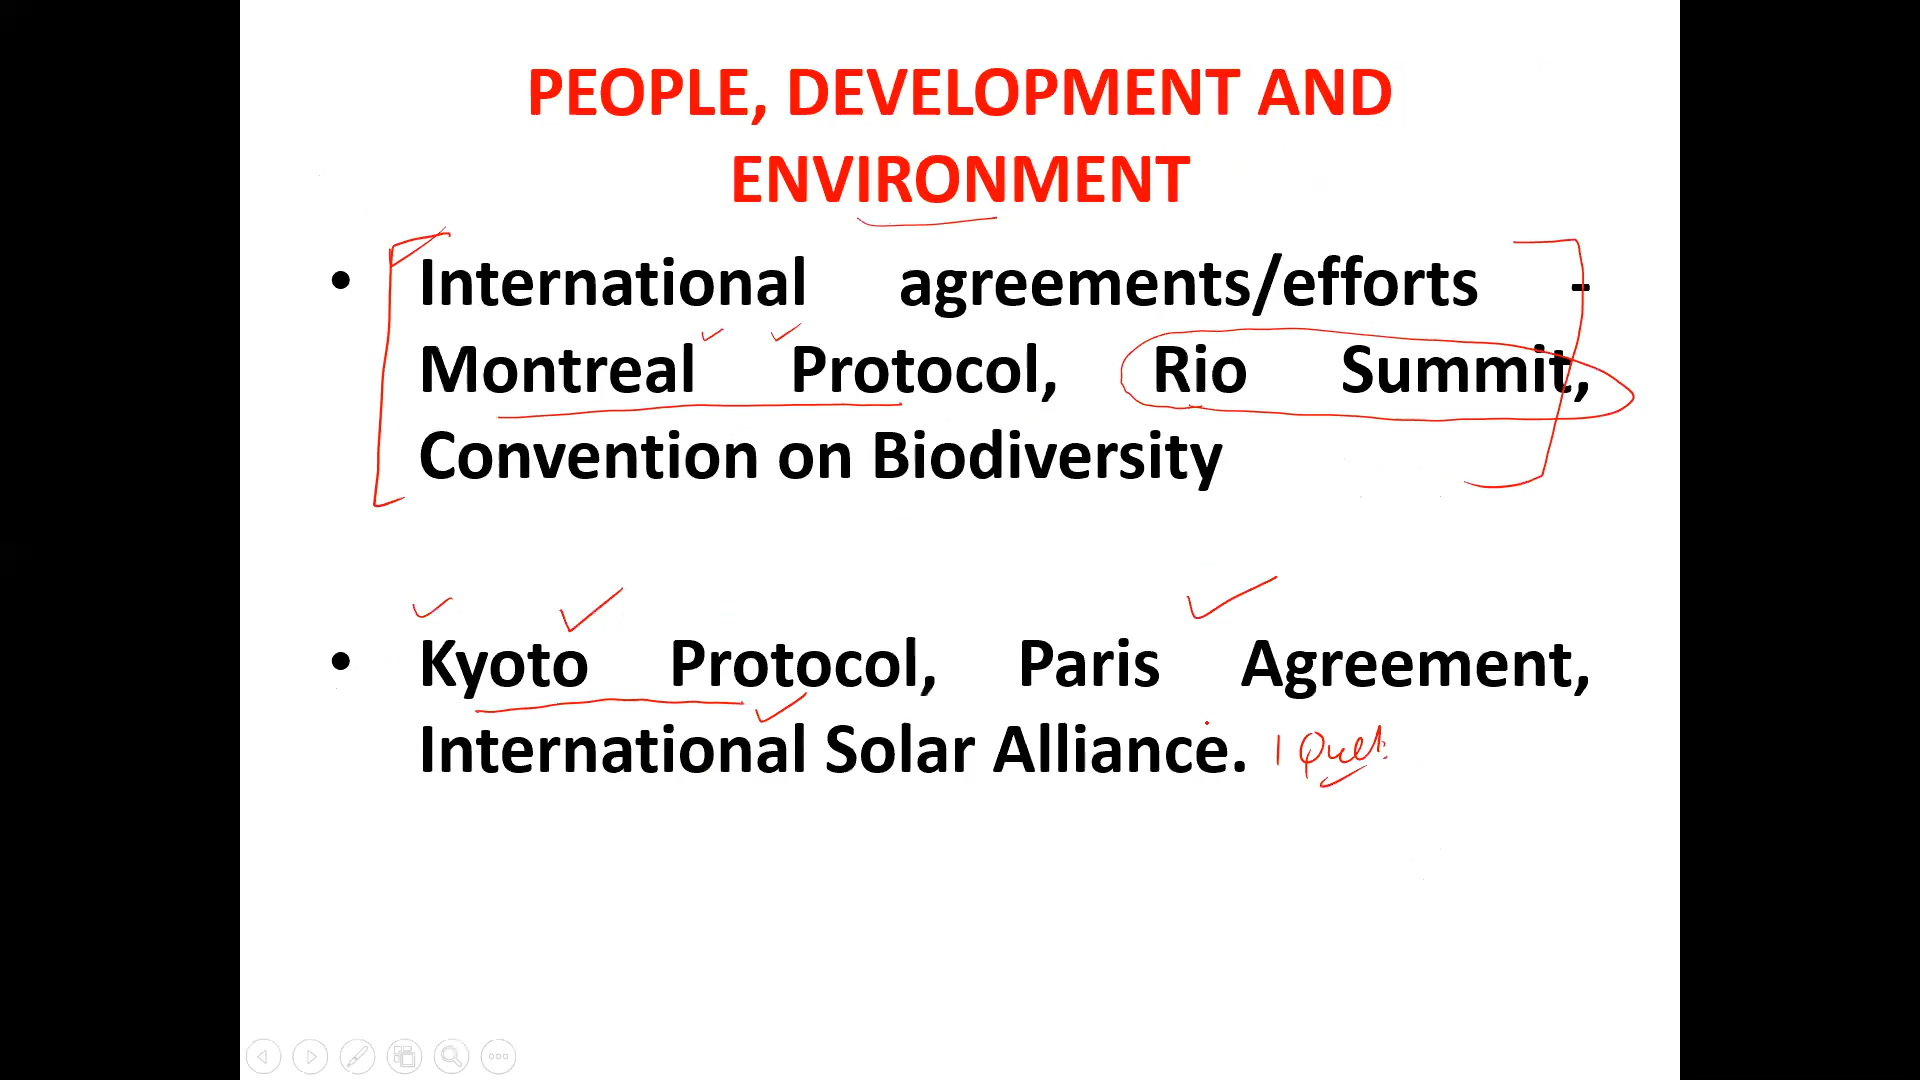 PEOPLE, DEVELOPMENT AND
ENVIRONMENT
• International agreements/efforts -
Montreal Protocol, Rio Summit,
Convention on Biodiversity
• Kyoto Protocol, Paris Agreement,
International Solar Alliance. 1